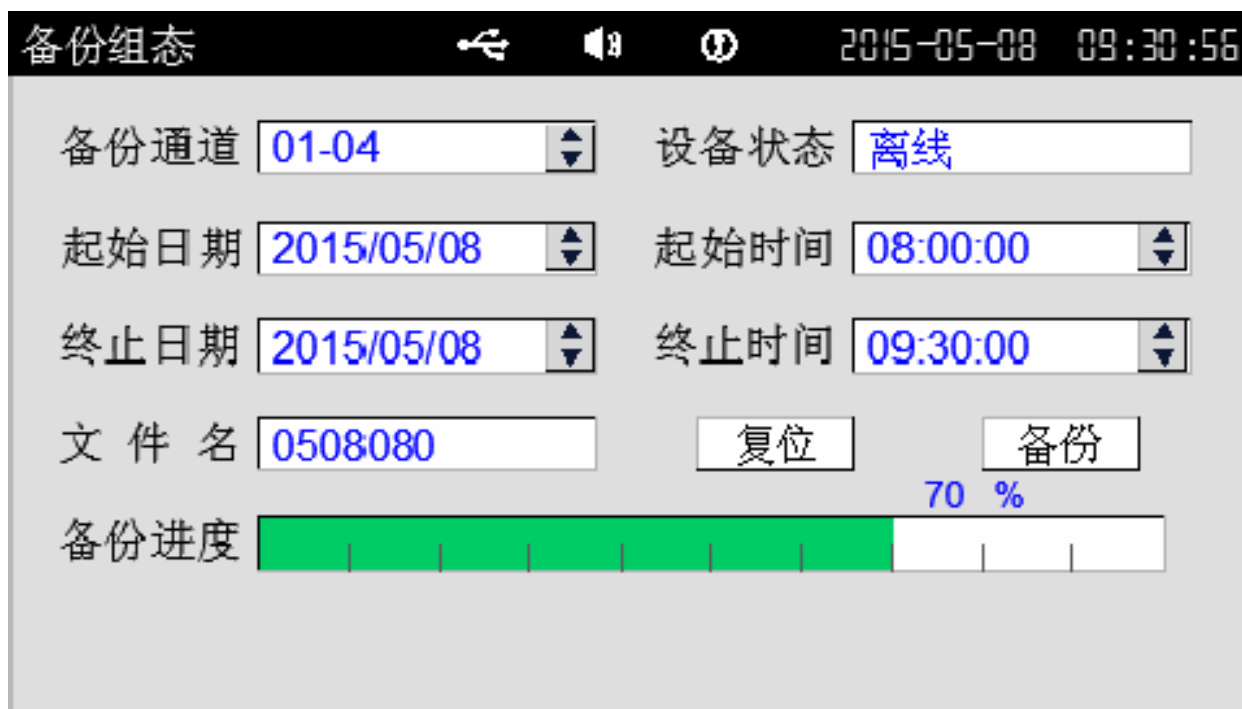 备份组态 2015-05-08 09:30:56
备份通道 01-04 设备状态 离线
起始日期 2015/05/08 起始时间 08:00:00
终止日期 2015/05/08 终止时间 09:30:00
文件名 0508080 复位 备份
70 %
备份进度